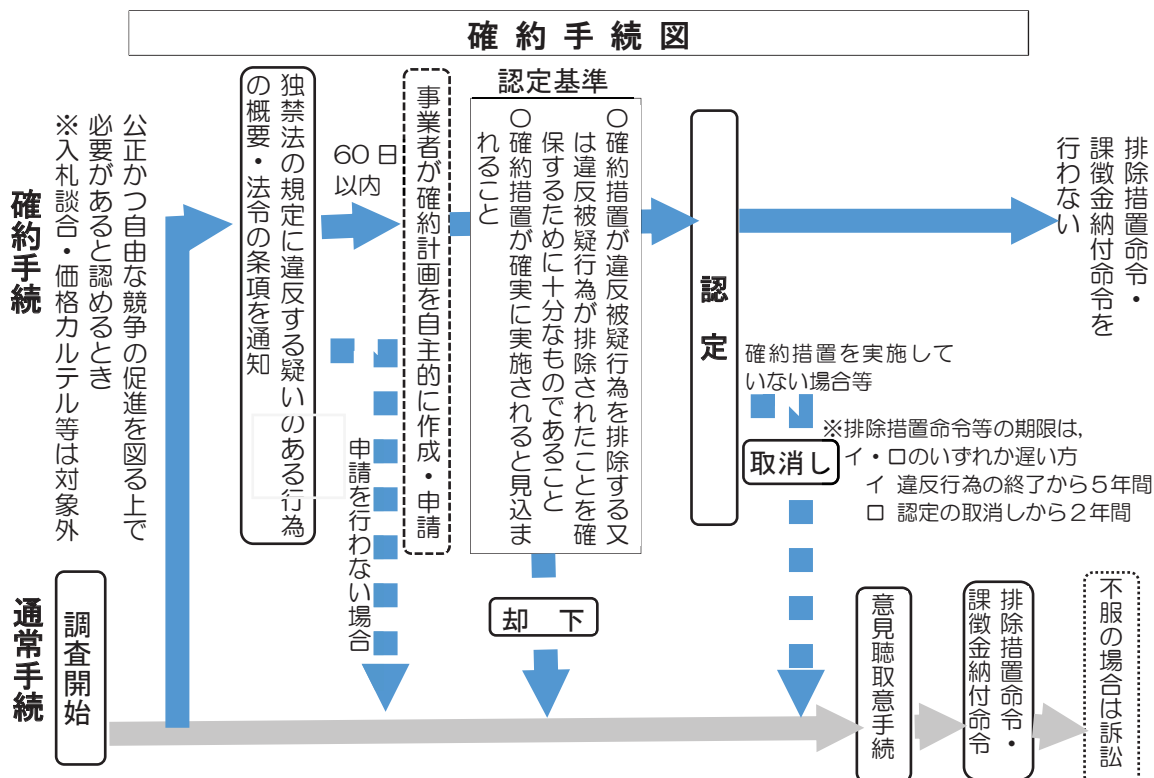 確約手続図
確約手続
公正かつ自由な競争の促進を図る上で
必要があると認めるとき
※入札談合・価格カルテル等は対象外
独禁法の規定に違反する疑いのある行為
の概要・法令の条項を通知
60日
以内
事業者が確約計画を自主的に作成・申請
申請を行わない場合
認定基準
〇確約措置が違反被疑行為を排除する又
は違反被疑行為が排除されたことを確
保するために十分なものであること
〇確約措置が確実に実施されると見込ま
れること
却 下
認定
排除措置命令・
課徴金納付命令を
行わない
確約措置を実施して
いない場合等
取消し
※排除措置命令等の期限は,
イ・ロのいずれか遅い方
イ 違反行為の終了から5年間
ロ 認定の取消しから2年間
通常手続
調査開始
意見聴取意手続
排除措置命令・
課徴金納付命令
不服の場合は訴訟